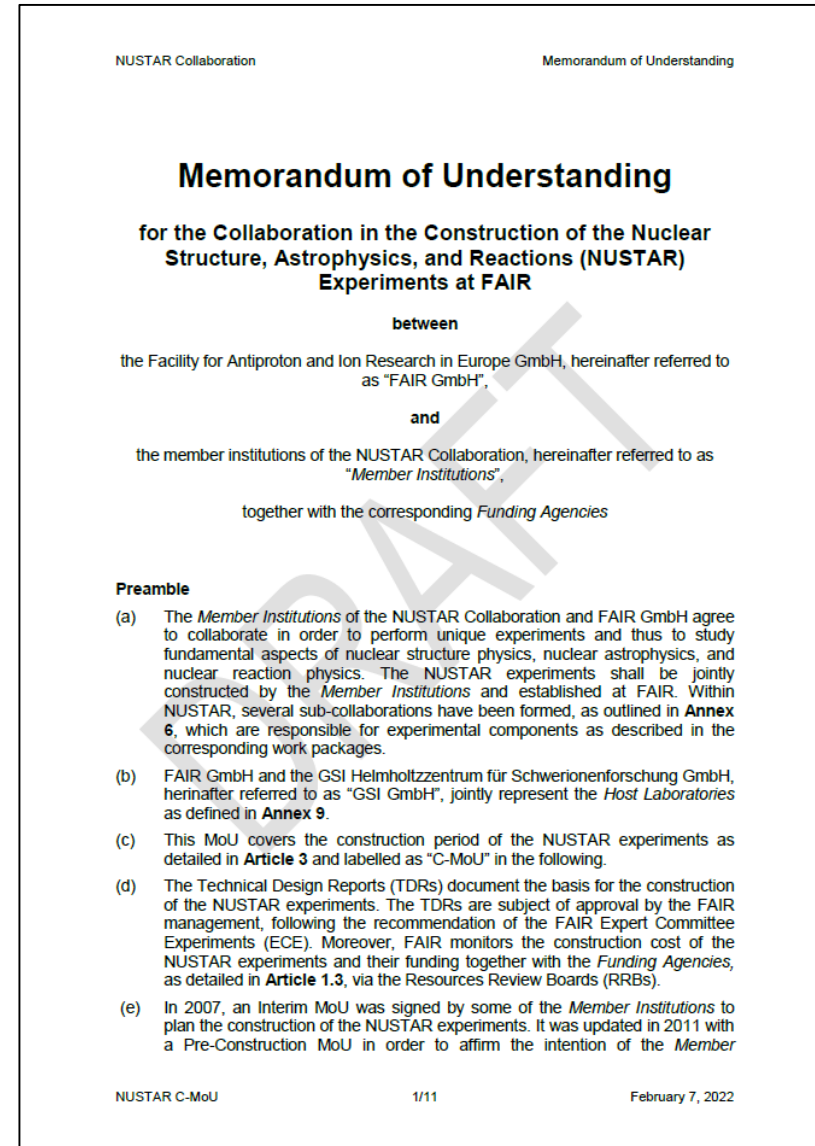 NUSTAR Collaboration Memorandum of Understanding
Memorandum of Understanding
for the Collaboration in the Construction of the Nuclear
Structure, Astrophysics, and Reactions (NUSTAR)
Experiments at FAIR
between
the Facility for Antiproton and Ion Research in Europe GmbH, hereinafter referred to
as “FAIR GmbH”,
and
the member institutions of the NUSTAR Collaboration, hereinafter referred to as
“Member Institutions”,
together with the corresponding Funding Agencies
DRAFT
Preamble
(a) The Member Institutions of the NUSTAR Collaboration and FAIR GmbH agree
to collaborate in order to perform unique experiments and thus to study
fundamental aspects of nuclear structure physics, nuclear astrophysics, and
nuclear reaction physics. The NUSTAR experiments shall be jointly
constructed by the Member Institutions and established at FAIR. Within
NUSTAR, several sub-collaborations have been formed, as outlined in Annex
6, which are responsible for experimental components as described in the
corresponding work packages.
(b) FAIR GmbH and the GSI Helmholtzzentrum für Schwerionenforschung GmbH,
herinafter referred to as “GSI GmbH”, jointly represent the Host Laboratories
as defined in Annex 9.
(c) This MoU covers the construction period of the NUSTAR experiments as
detailed in Article 3 and labelled as “C-MoU” in the following.
(d) The Technical Design Reports (TDRs) document the basis for the construction
of the NUSTAR experiments. The TDRs are subject of approval by the FAIR
management, following the recommendation of the FAIR Expert Committee
Experiments (ECE). Moreover, FAIR monitors the construction cost of the
NUSTAR experiments and their funding together with the Funding Agencies,
as detailed in Article 1.3, via the Resources Review Boards (RRBs).
(e) In 2007, an Interim MoU was signed by some of the Member Institutions to
plan the construction of the NUSTAR experiments. It was updated in 2011 with
a Pre-Construction MoU in order to affirm the intention of the Member
NUSTAR C-MoU 1/11 February 7, 2022